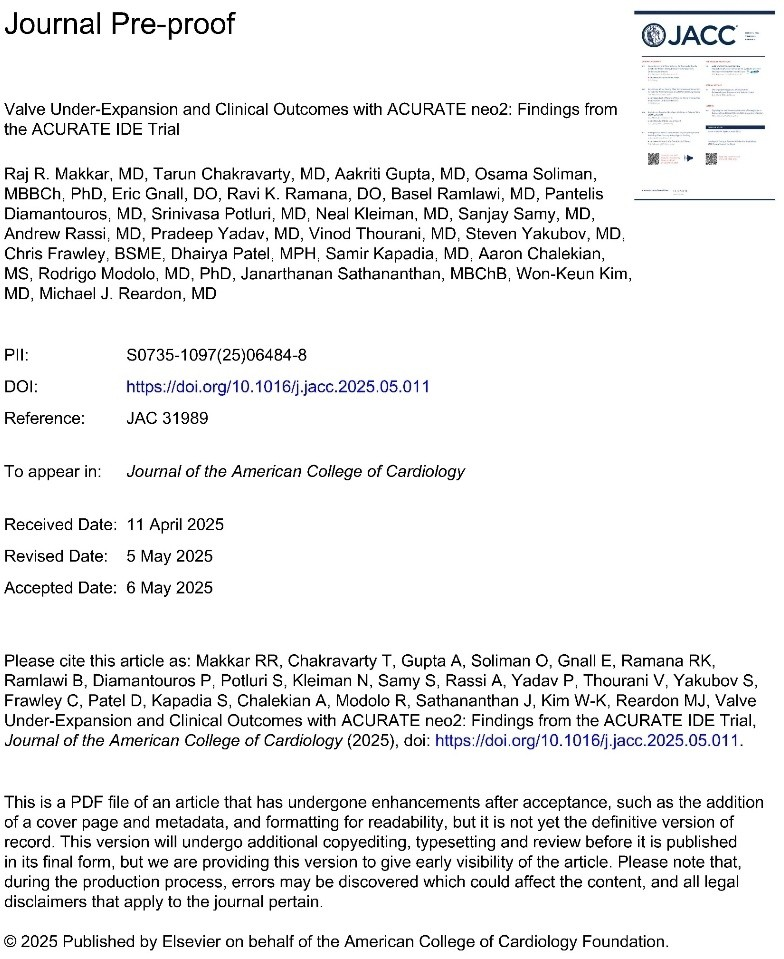 Journal Pre-proof
JACC
Valve Under-Expansion and Clinical Outcomes with ACURATE neo2: Findings from
the ACURATE IDE Trial
Raj R. Makkar, MD, Tarun Chakravarty, MD, Aakriti Gupta, MD, Osama Soliman,
MBBCh, PhD, Eric Gnall, DO, Ravi K. Ramana, DO, Basel Ramlawi, MD, Pantelis
Diamantouros, MD, Srinivasa Potluri, MD, Neal Kleiman, MD, Sanjay Samy, MD,
Andrew Rassi, MD, Pradeep Yadav, MD, Vinod Thourani, MD, Steven Yakubov, MD,
Chris Frawley, BSME, Dhairya Patel, MPH, Samir Kapadia, MD, Aaron Chalekian,
MS, Rodrigo Modolo, MD, PhD, Janarthanan Sathananthan, MBChB, Won-Keun Kim,
MD, Michael J. Reardon, MD
PII: S0735-1097(25)06484-8
DOI: https://doi.org/10.1016/j.jacc.2025.05.011
Reference: JAC 31989
To appear in: Journal of the American College of Cardiology
Received Date: 11 April 2025
Revised Date: 5 May 2025
Accepted Date: 6 May 2025
Please cite this article as: Makkar RR, Chakravarty T, Gupta A, Soliman O, Gnall E, Ramana RK,
Ramlawi B, Diamantouros P, Potluri S, Kleiman N, Samy S, Rassi A, Yadav P, Thourani V, Yakubov S,
Frawley C, Patel D, Kapadia S, Chalekian A, Modolo R, Sathananthan J, Kim W-K, Reardon MJ, Valve
Under-Expansion and Clinical Outcomes with ACURATE neo2: Findings from the ACURATE IDE Trial,
Journal of the American College of Cardiology (2025), doi: https://doi.org/10.1016/j.jacc.2025.05.011.
This is a PDF file of an article that has undergone enhancements after acceptance, such as the addition
of a cover page and metadata, and formatting for readability, but it is not yet the definitive version of
record. This version will undergo additional copyediting, typesetting and review before it is published
in its final form, but we are providing this version to give early visibility of the article. Please note that,
during the production process, errors may be discovered which could affect the content, and all legal
disclaimers that apply to the journal pertain.
© 2025 Published by Elsevier on behalf of the American College of Cardiology Foundation.